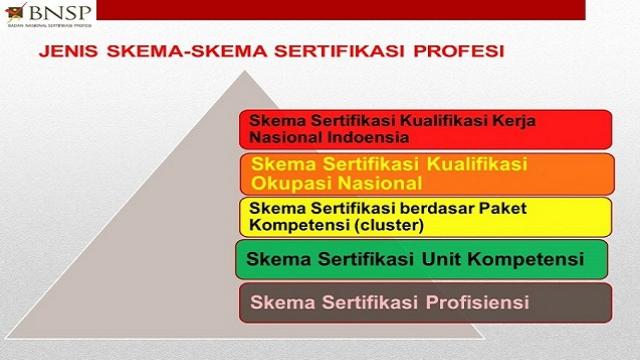 BNSP
BADAN NASIONAL SERTIFIKASI PROFESI
JENIS SKEMA-SKEMA SERTIFIKASI PROFESI
Skema Sertifikasi Kualifikasi Kerja
Nasional Indoensia
Skema Sertifikasi Kualifikasi
Okupasi Nasional
Skema Sertifikasi berdasar Paket
Kompetensi (cluster)
Skema Sertifikasi Unit Kompetensi
Skema Sertifikasi Profisiensi